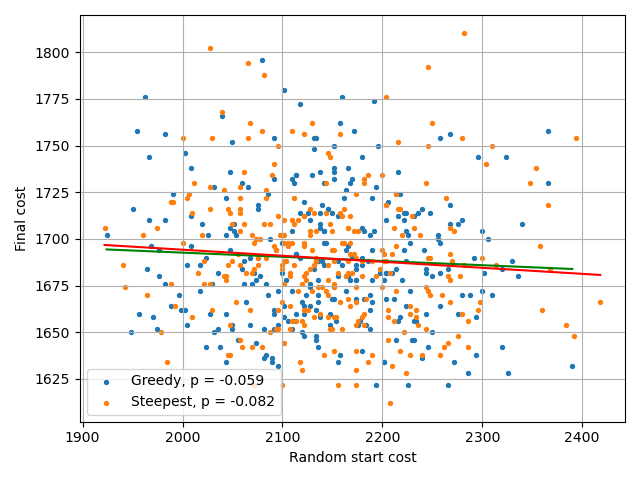 1800
1775
1750
1725
1700
1675
1650
1625
Final cost
Greedy, p = -0.059
Steepest, p = -0.082
1900 2000 2100 2200 2300 2400
Random start cost